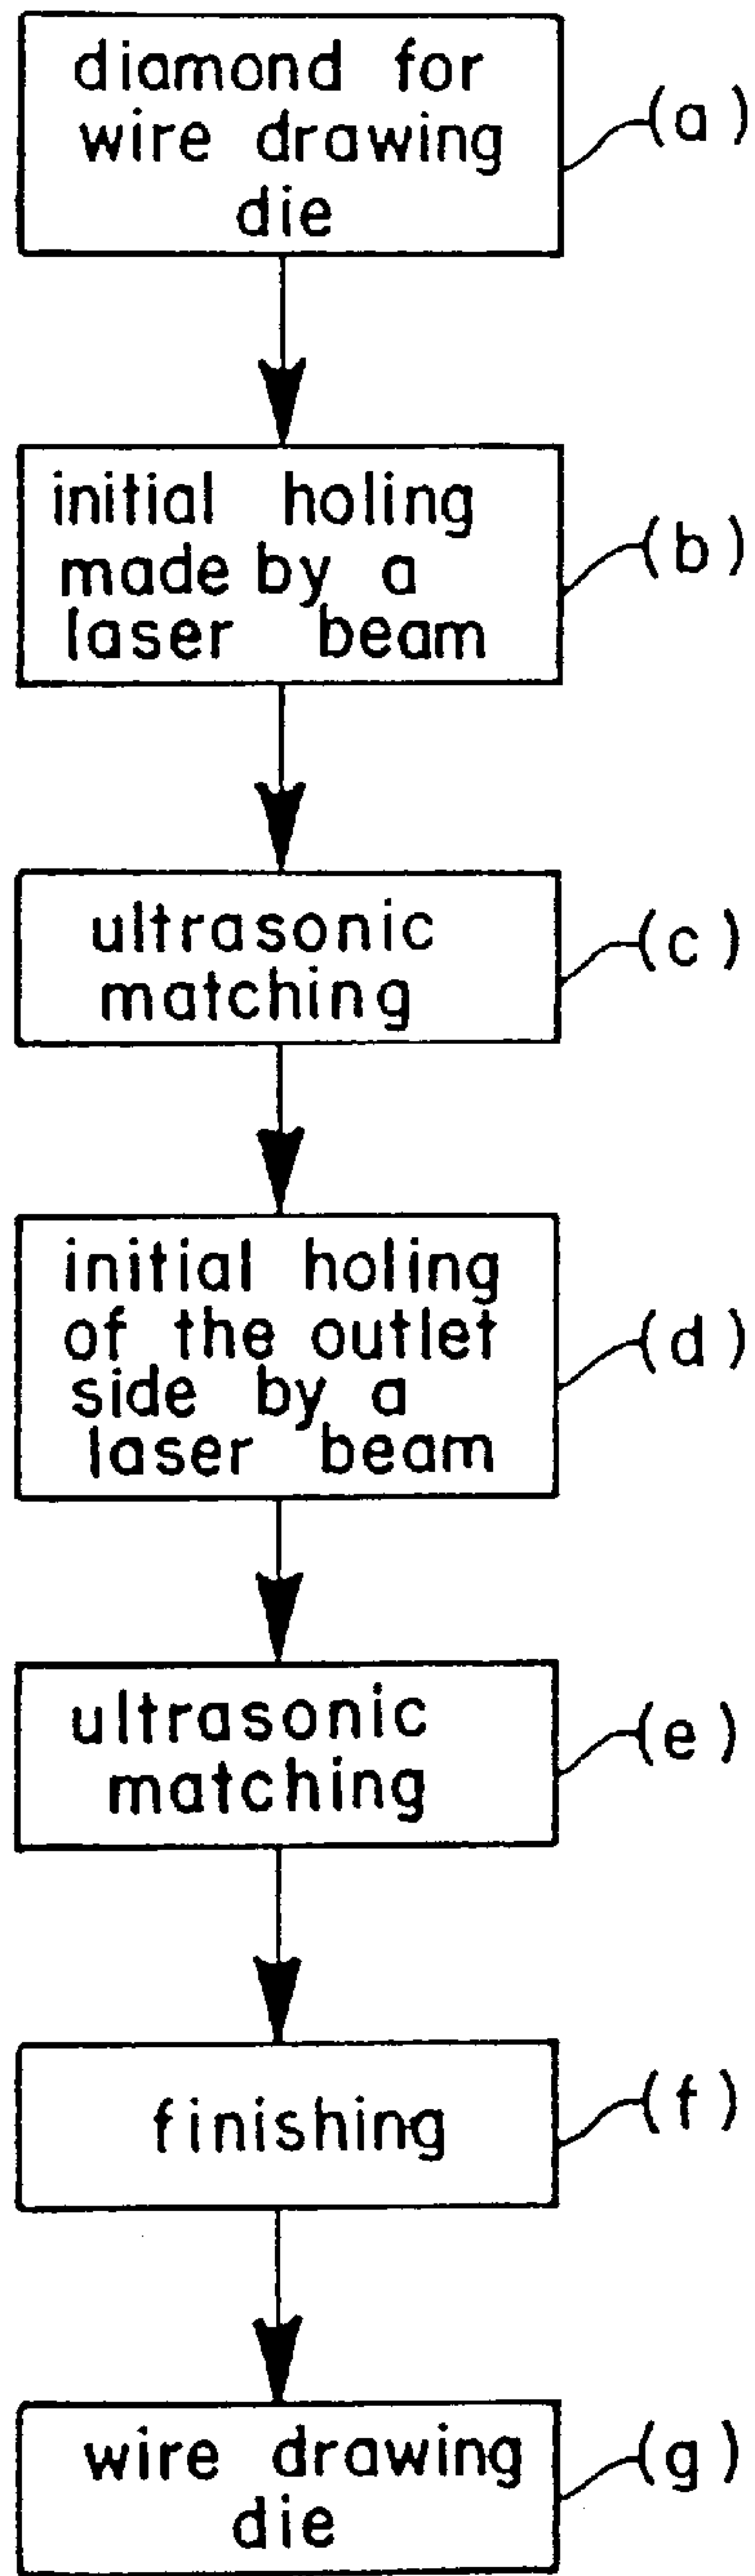 diamond for
wire drawing
die
(a)
initial holing
made by a
laser beam
(b)
ultrasonic
matching
(c)
initial holing
of the outlet
side by a
laser beam
(d)
ultrasonic
matching
(e)
finishing
(f)
wire drawing
die
(g)